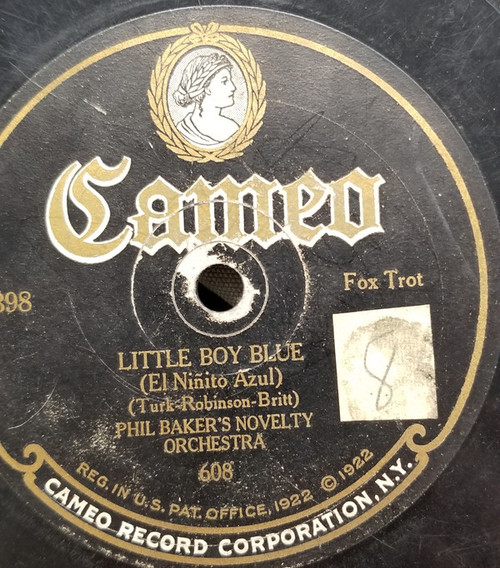 Cameo
Fox Trot
LITTLE BOY BLUE
(El Niñito Azul)
(Turk-Robinson-Britt)
PHIL BAKER'S NOVELTY
ORCHESTRA
608
8
REG. IN U.S. PAT. OFFICE, 1922 © 1922
CAMEO RECORD CORPORATION, N.Y.